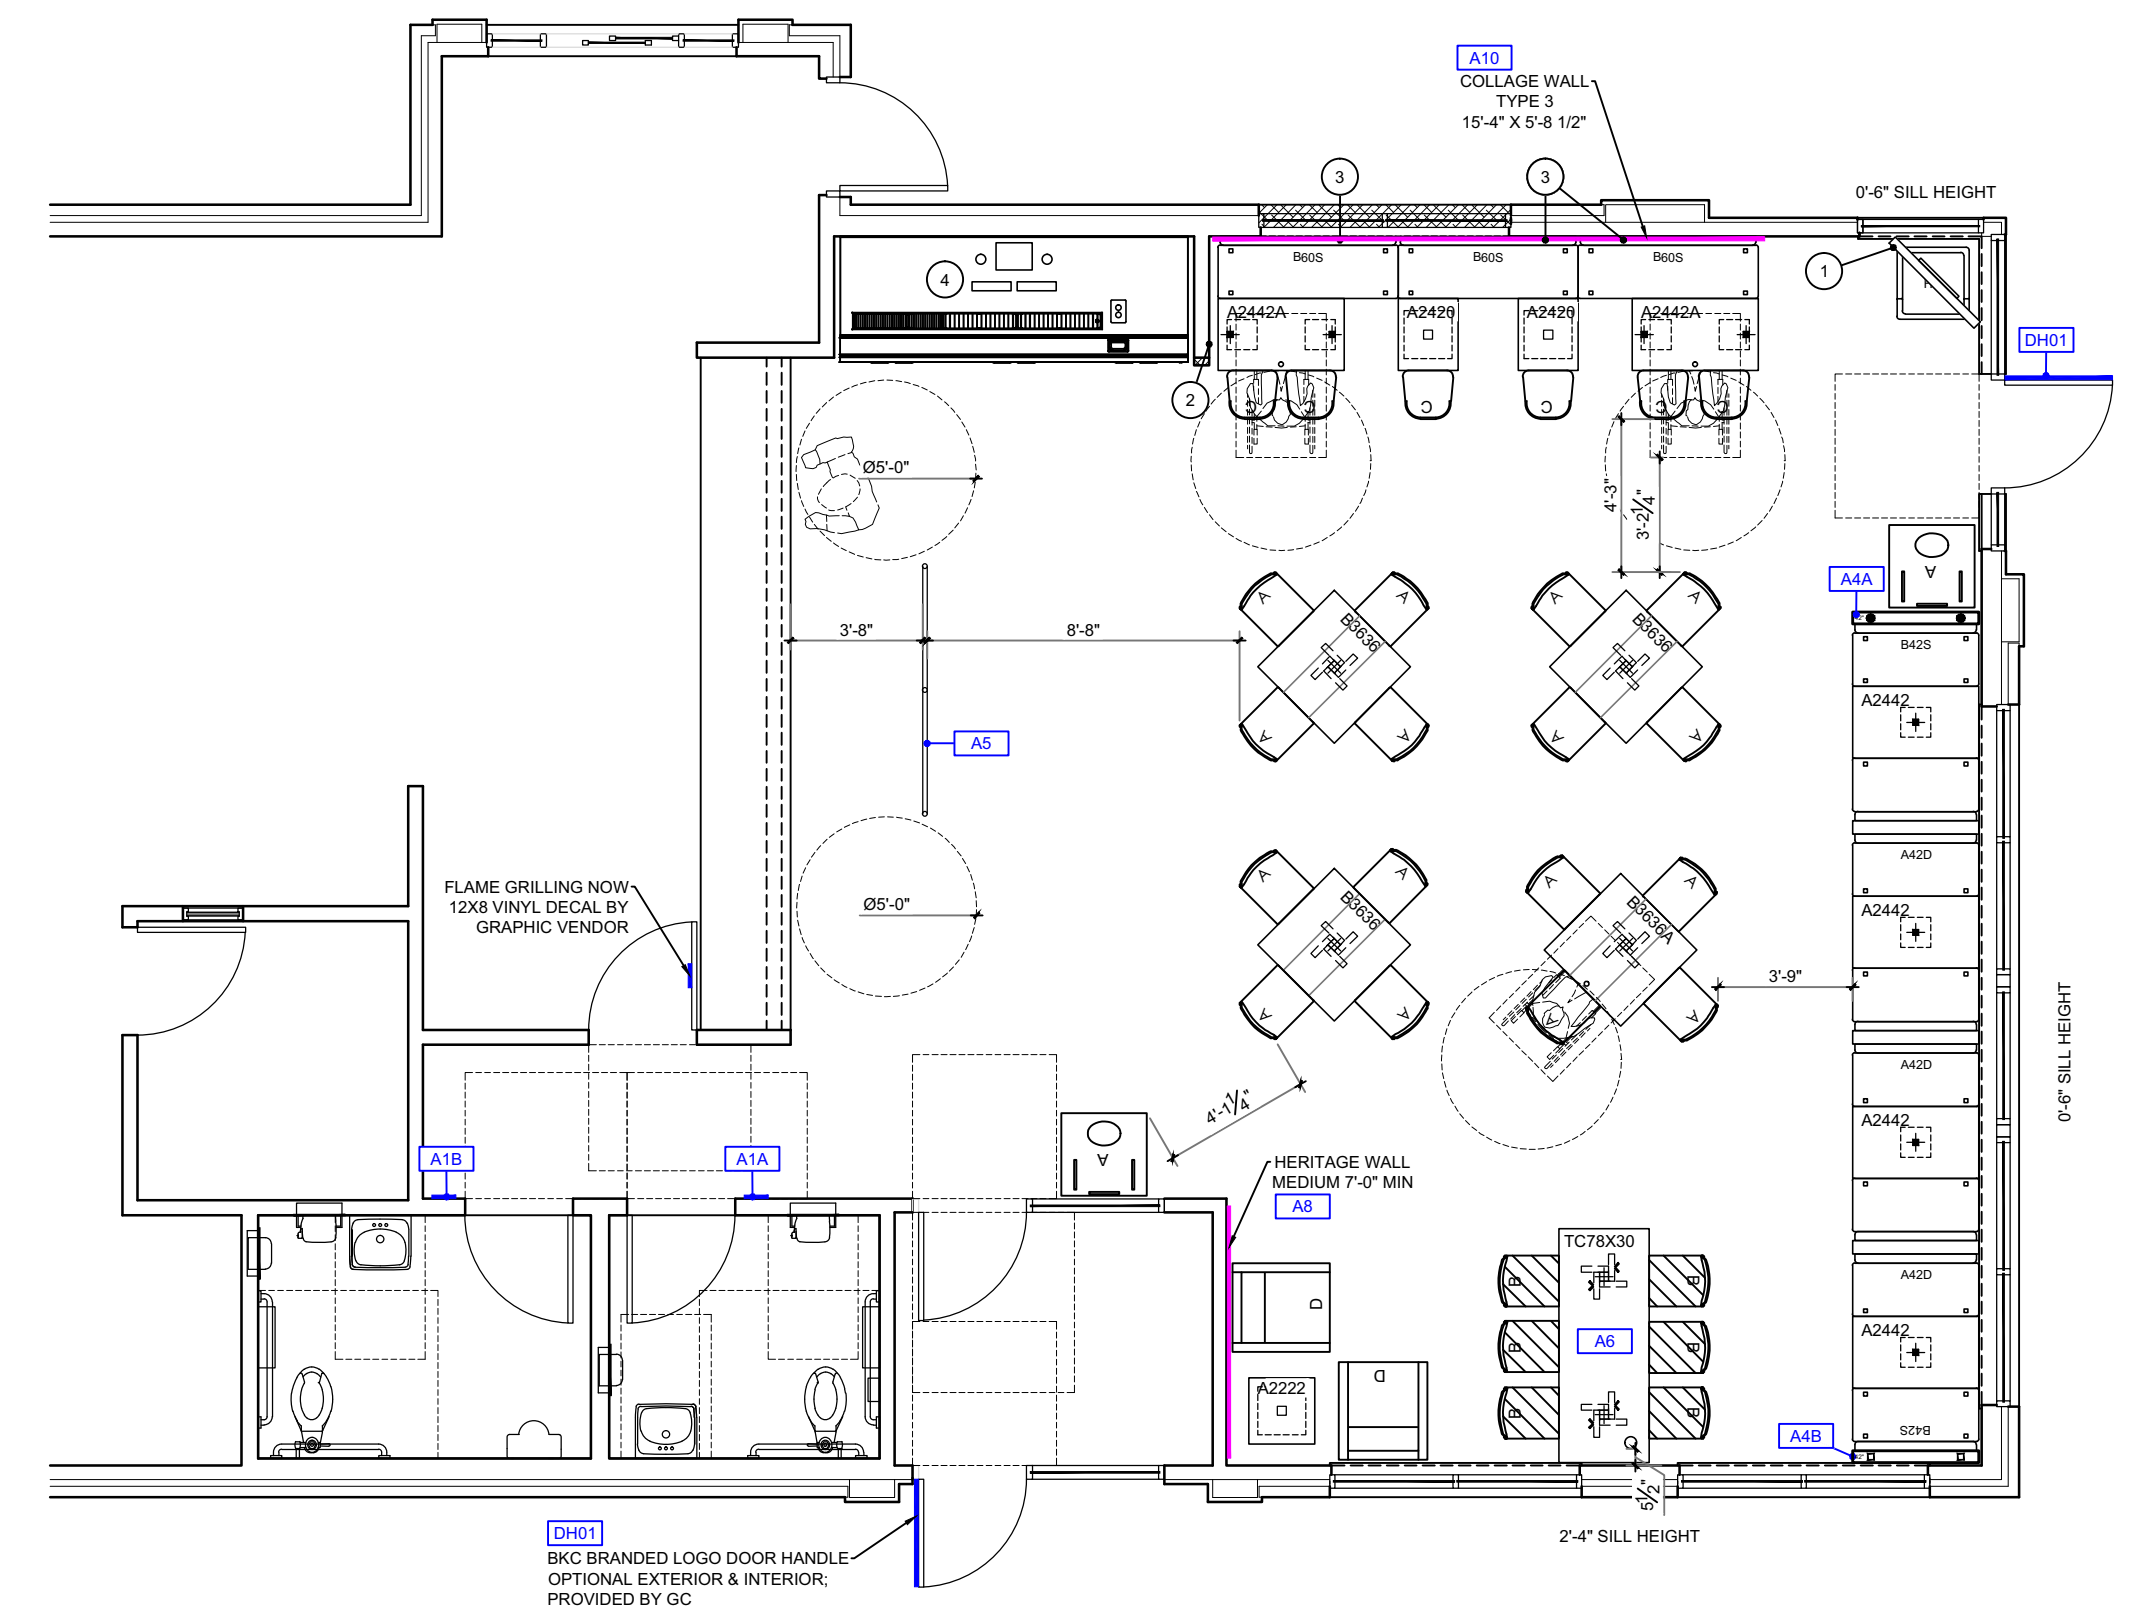 A10
COLLAGE WALL
TYPE 3
15'-4" X 5'-8 1/2"
3
3
0'-6" SILL HEIGHT
4
B60S
B60S
B60S
1
A2442A
A2420
A2420
A2442A
DH01
2
C
C
C
C
C
C
Ø5'-0"
4'-3"
3'-2 1/4"
A
A4A
3'-8"
8'-8"
A
A
B3636
A
A
A
A
B3636
A
A
B42S
A2442
A5
A42D
FLAME GRILLING NOW
12X8 VINYL DECAL BY
GRAPHIC VENDOR
Ø5'-0"
A
A
B3636
A
A
A
A
B3636A
A
A
A2442
3'-9"
0'-6" SILL HEIGHT
A42D
4'-1 1/4"
A2442
A1B
A1A
A
HERITAGE WALL
MEDIUM 7'-0" MIN
A8
TC78X30
A42D
D
B
B
A2442
A6
B
B
D
A2222
B
B
B42S
A4B
5 1/2"
2'-4" SILL HEIGHT
DH01
BKC BRANDED LOGO DOOR HANDLE
OPTIONAL EXTERIOR & INTERIOR;
PROVIDED BY GC